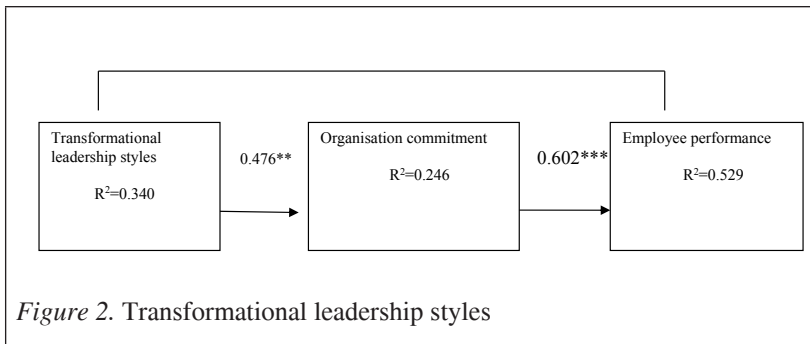 Transformational
leadership styles
R²=0.340
0.476**
Organisation commitment
R²=0.246
0.602***
Employee performance
R²=0.529
Figure 2. Transformational leadership styles